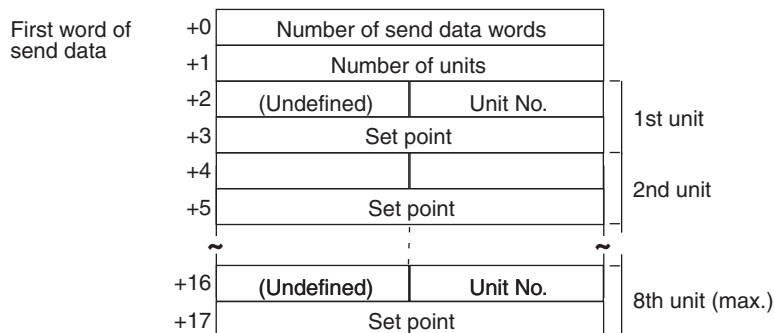 First word of
send data
+0 Number of send data words
+1 Number of units
+2 (Undefined) Unit No.
+3 Set point
1st unit
+4
+5 Set point
2nd unit
~ ~
+16 (Undefined) Unit No.
+17 Set point
8th unit (max.)